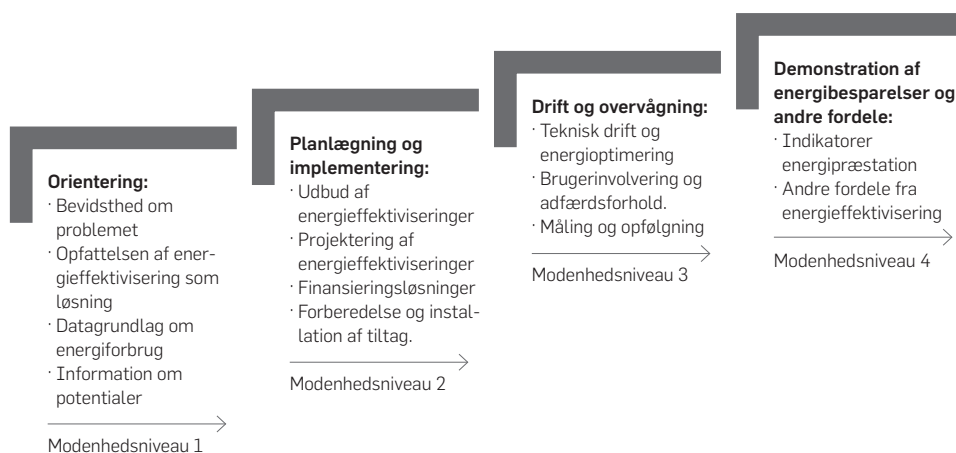 Orientering:
· Bevidsthed om
problemet
· Opfattelsen af ener-
gieffektivisering som
løsning
· Datagrundlag om
energiforbrug
· Information om
potentialer
Modenhedsniveau 1
Planlægning og
implementering:
· Udbud af
energieffektiviseringer
· Projektering af
energieffektiviseringer
· Finansieringsløsninger
· Forberedelse og instal-
lation af tiltag.
Modenhedsniveau 2
Drift og overvågning:
· Teknisk drift og
energioptimering
· Brugerinvolvering og
adfærdsforhold.
· Måling og opfølgning
Modenhedsniveau 3
Demonstration af
energibesparelser og
andre fordele:
· Indikatorer
energipræstation
· Andre fordele fra
energieffektivisering
Modenhedsniveau 4